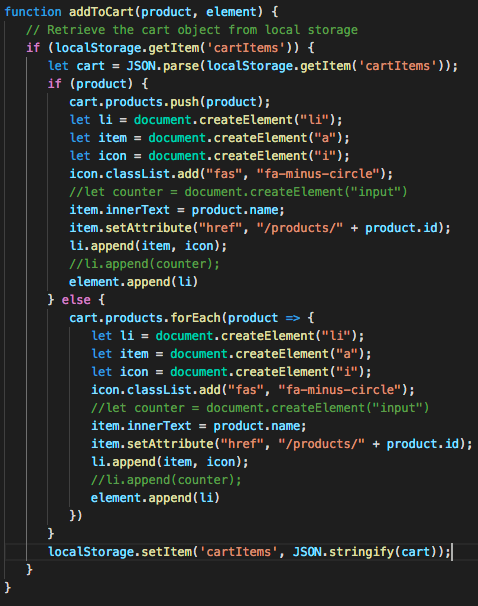 function addToCart(product, element) {
// Retrieve the cart object from local storage
if (localStorage.getItem('cartItems')) {
let cart = JSON.parse(localStorage.getItem('cartItems'));
if (product) {
cart.products.push(product);
let li = document.createElement("li");
let item = document.createElement("a");
let icon = document.createElement("i");
icon.classList.add("fas", "fa-minus-circle");
//let counter = document.createElement("input")
item.innerText = product.name;
item.setAttribute("href", "/products/" + product.id);
li.append(item, icon);
//li.append(counter);
element.append(li)
} else {
cart.products.forEach(product => {
let li = document.createElement("li");
let item = document.createElement("a");
let icon = document.createElement("i");
icon.classList.add("fas", "fa-minus-circle");
//let counter = document.createElement("input")
item.innerText = product.name;
item.setAttribute("href", "/products/" + product.id);
li.append(item, icon);
//li.append(counter);
element.append(li)
})
}
localStorage.setItem('cartItems', JSON.stringify(cart));
}
}